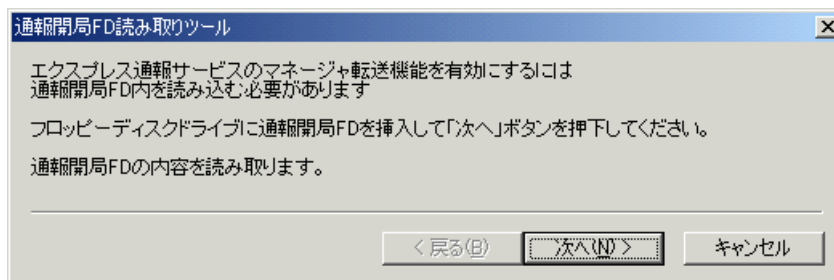 通報開局FD読み取りツール
エクスプレス通報サービスのマネージャ転送機能を有効にするには
通報開局FD内を読み込む必要があります
フロッピーディスクドライブに通報開局FDを挿入して「次へ」ボタンを押下してください。
通報開局FDの内容を読み取ります。
< 戻る(B) 次へ(N) > キャンセル